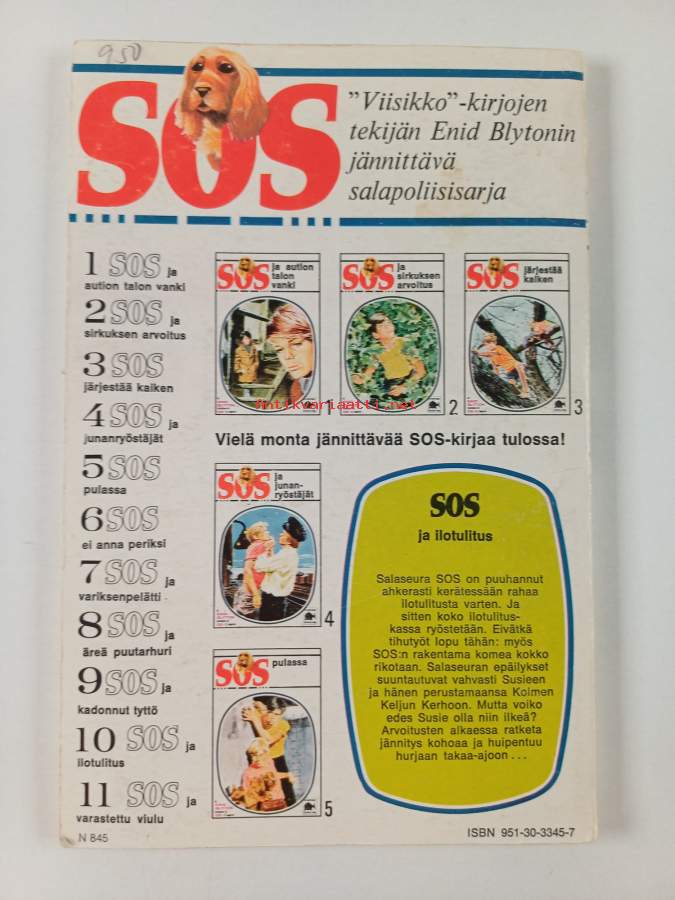 950
SOS
"Viisikko"-kirjojen
tekijän Enid Blytonin
jännittävä
salapoliisisarja
1 SOS ja
aution talon vanki
2 SOS ja
sirkuksen arvoitus
3 SOS
järjestää kaiken
4 SOS ja
junanryöstäjät
5 SOS
pulassa
6 SOS
ei anna periksi
7 SOS ja
variksenpelätti
8 SOS ja
äreä puutarhuri
9 SOS ja
kadonnut tyttö
10 SOS ja
ilotulitus
11 SOS ja
varastettu viulu
N 845
SOS ja aution
talon
vanki
1
SOS ja
sirkuksen
arvoitus
2
SOS järjestää
kaiken
3
antikvariaatti.net
Vielä monta jännittävää SOS-kirjaa tulossa!
SOS ja
junan-
ryöstäjät
4
SOS pulassa
5
SOS
ja ilotulitus
Salaseura SOS on puuhannut
ahkerasti kerätessään rahaa
ilotulitusta varten. Ja
sitten koko ilotulitus-
kassa ryöstetään. Eivätkä
tihutyöt lopu tähän: myös
SOS:n rakentama komea kokko
rikotaan. Salaseuran epäilykset
suuntautuvat vahvasti Susieen
ja hänen perustamaansa Kolmen
Keljun Kerhoon. Mutta voiko
edes Susie olla niin ilkeä?
Arvoitusten alkaessa ratketa
jännitys kohoaa ja huipentuu
hurjaan takaa-ajoon...
ISBN 951-30-3345-7